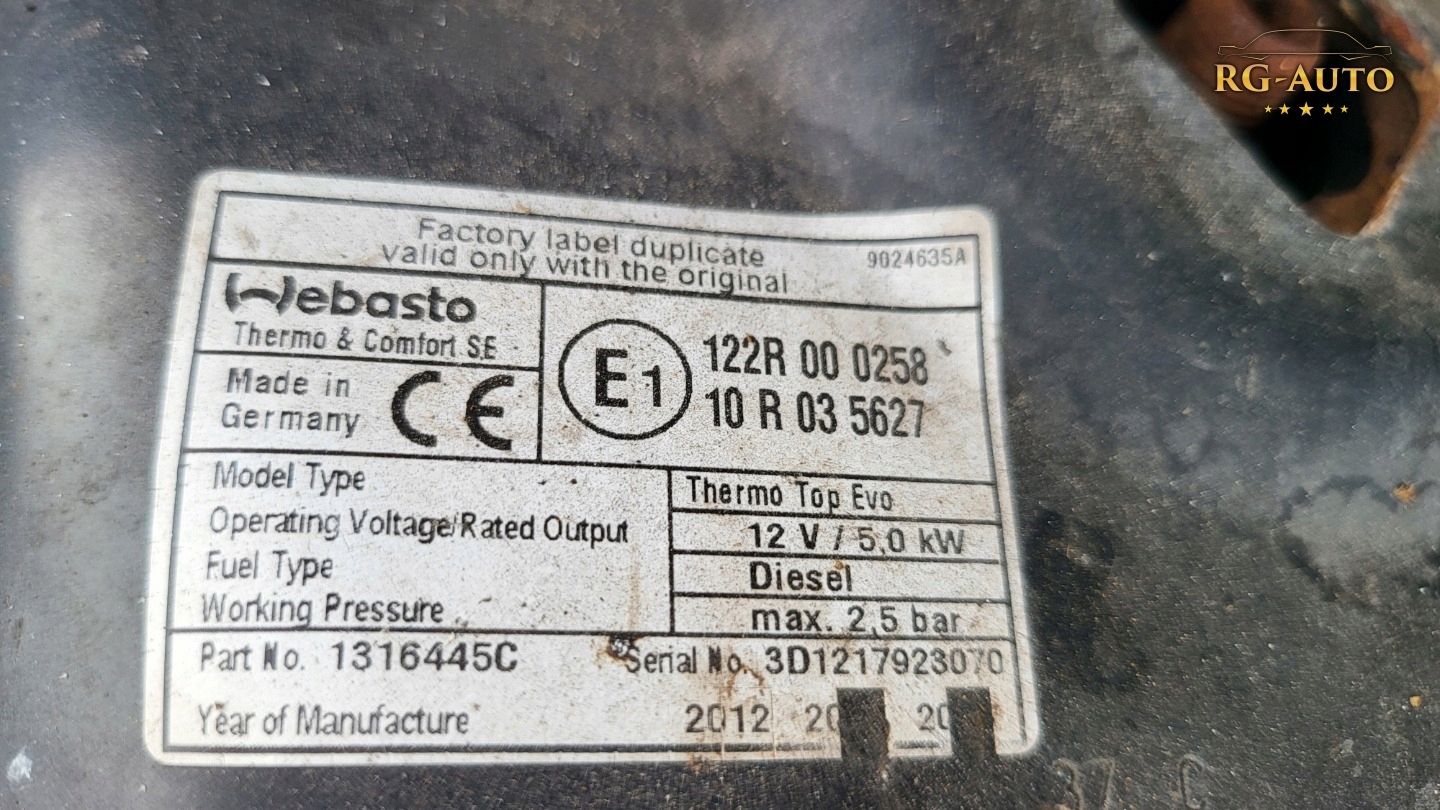 RG-AUTO
Factory label duplicate
valid only with the original
9024635A
Webasto
Thermo & Comfort SE
Made in
Germany
CE
E1
122R 00 0258
10 R 03 5627
Model Type
Thermo Top Evo
Operating Voltage/Rated Output
12 V / 5,0 kW
Fuel Type
Diesel
Working Pressure
max. 2,5 bar
Part No. 1316445C
Serial No. 3D1217923070
Year of Manufacture
2012 20 20
37 C